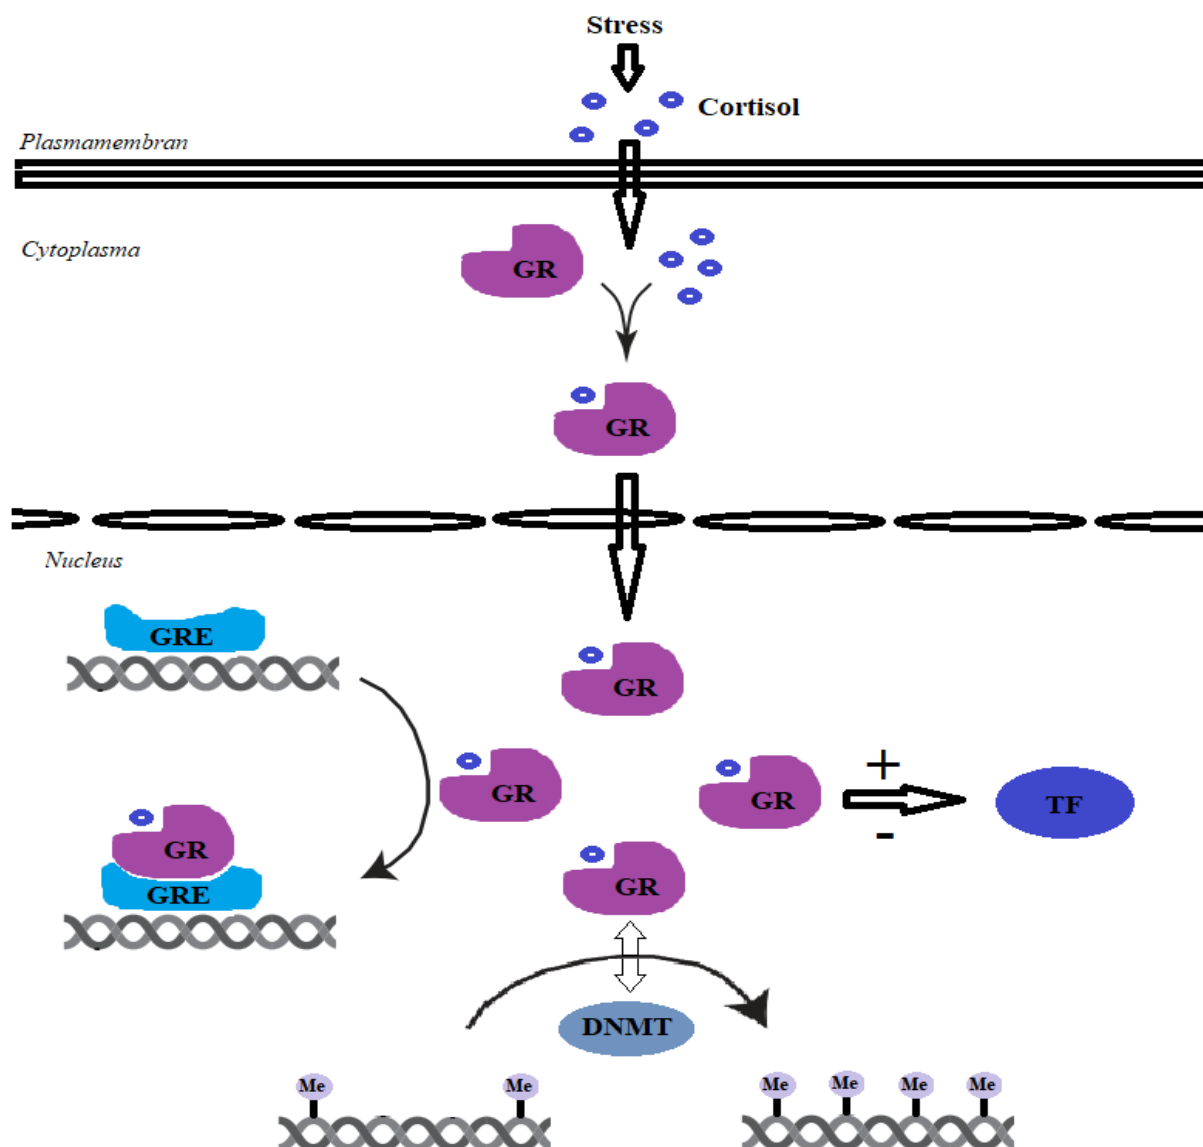 Stress
Cortisol
Plasmamembran
Cytoplasma
GR
GR
Nucleus
GRE
GR
GR
GR
+
-
TF
GR
GRE
GR
DNMT
Me
Me
Me
Me
Me
Me